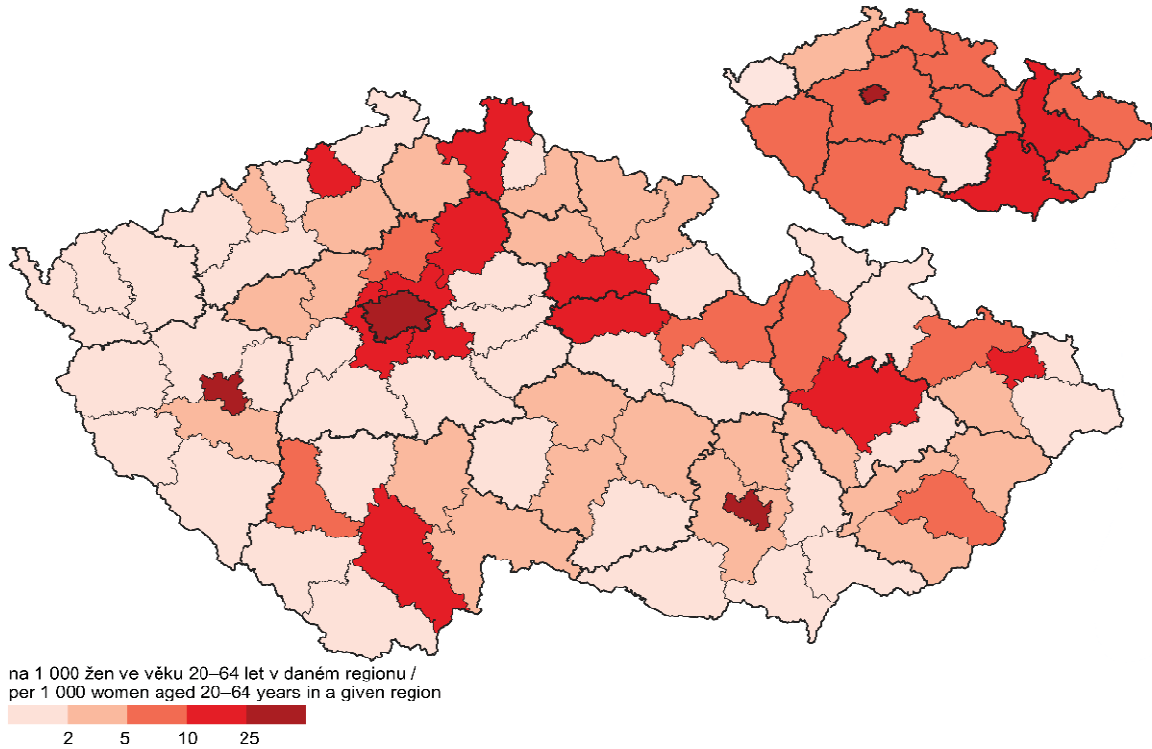 na 1 000 žen ve věku 20–64 let v daném regionu /
per 1 000 women aged 20–64 years in a given region
2 5 10 25